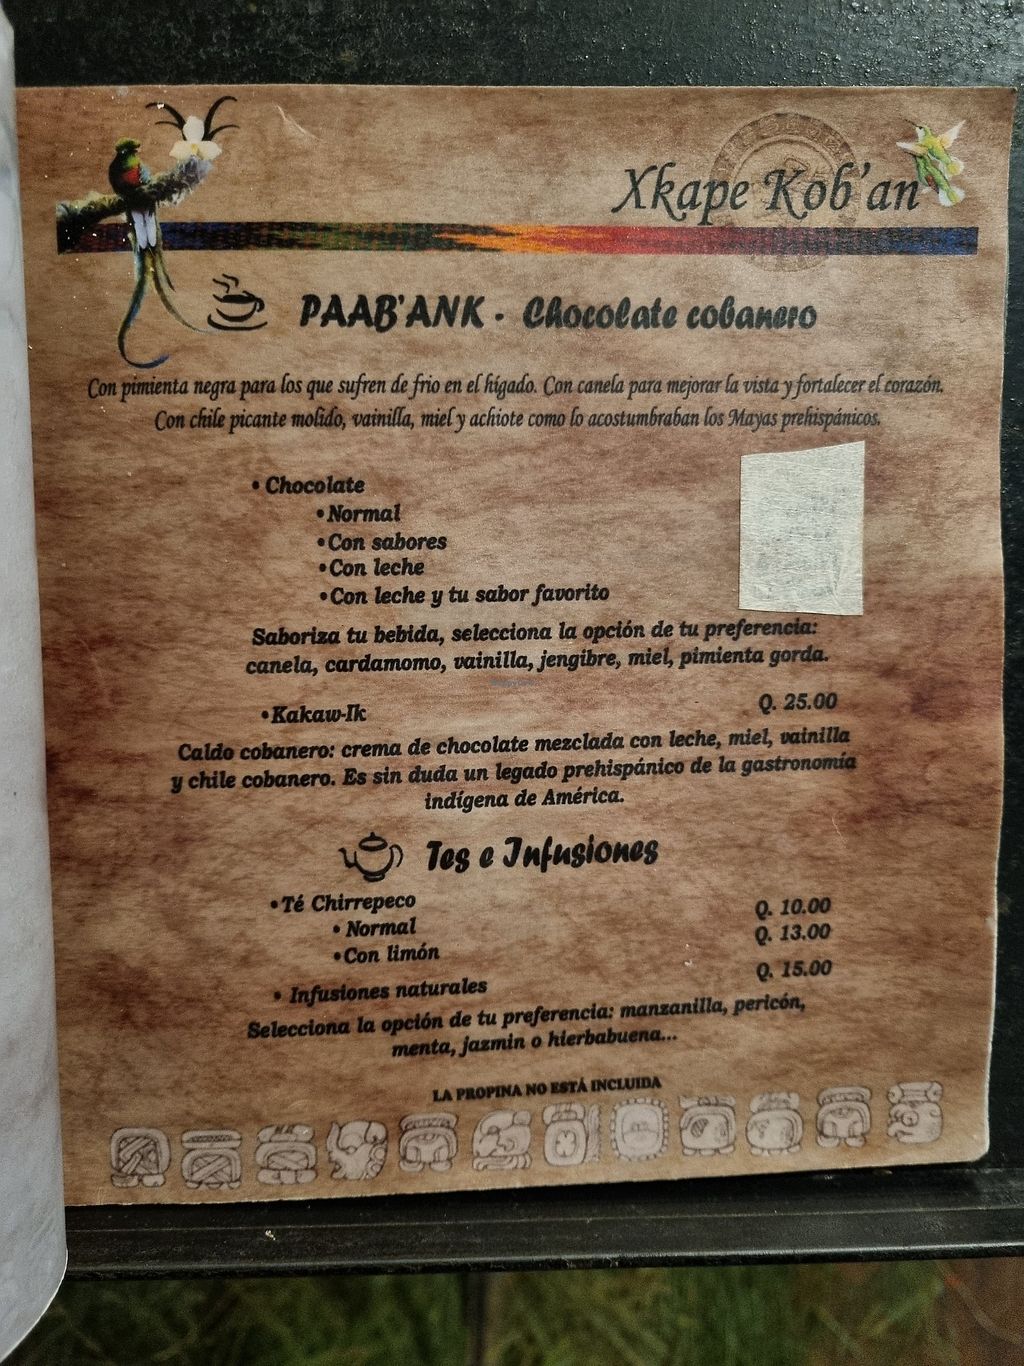 Xkape Kob'an
PAAB'ANK - Chocolate cobanero
Con pimienta negra para los que sufren de frio en el hígado. Con canela para mejorar la vista y fortalecer el corazón.
Con chile picante molido, vainilla, miel y achiote como lo acostumbraban los Mayas prehispánicos.
• Chocolate
• Normal
• Con sabores
• Con leche
• Con leche y tu sabor favorito
Saboriza tu bebida, selecciona la opción de tu preferencia:
canela, cardamomo, vainilla, jengibre, miel, pimienta gorda.
• Kakaw-Ik Q. 25.00
Caldo cobanero: crema de chocolate mezclada con leche, miel, vainilla
y chile cobanero. Es sin duda un legado prehispánico de la gastronomía
indígena de América.
Tes e Infusiones
• Té Chirrepeco
• Normal Q. 10.00
• Con limón Q. 13.00
• Infusiones naturales Q. 15.00
Selecciona la opción de tu preferencia: manzanilla, pericón,
menta, jazmin o hierbabuena...
LA PROPINA NO ESTÁ INCLUIDA